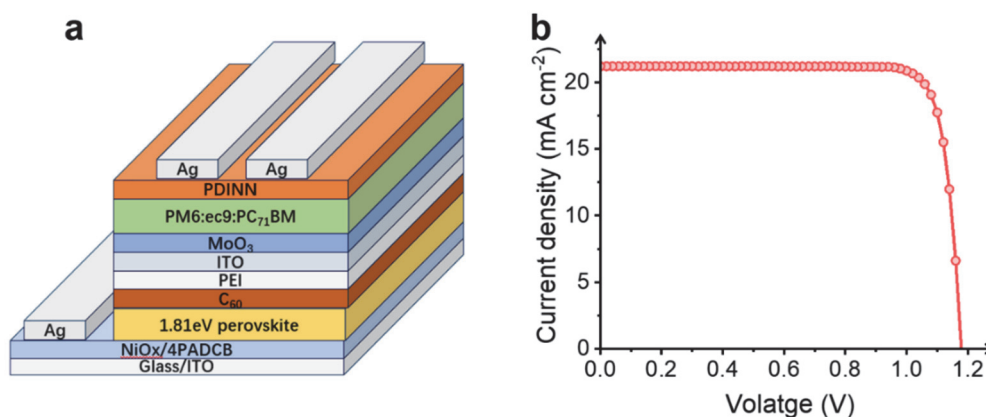 a
Ag
Ag
PDINN
PM6:ec9:PC₇₁BM
MoO₃
ITO
PEI
C₆₀
Ag
1.81eV perovskite
NiOx/4PADCB
Glass/ITO
b
Current density (mA cm⁻²)
20
15
10
5
0
0.0 0.2 0.4 0.6 0.8 1.0 1.2
Volatge (V)